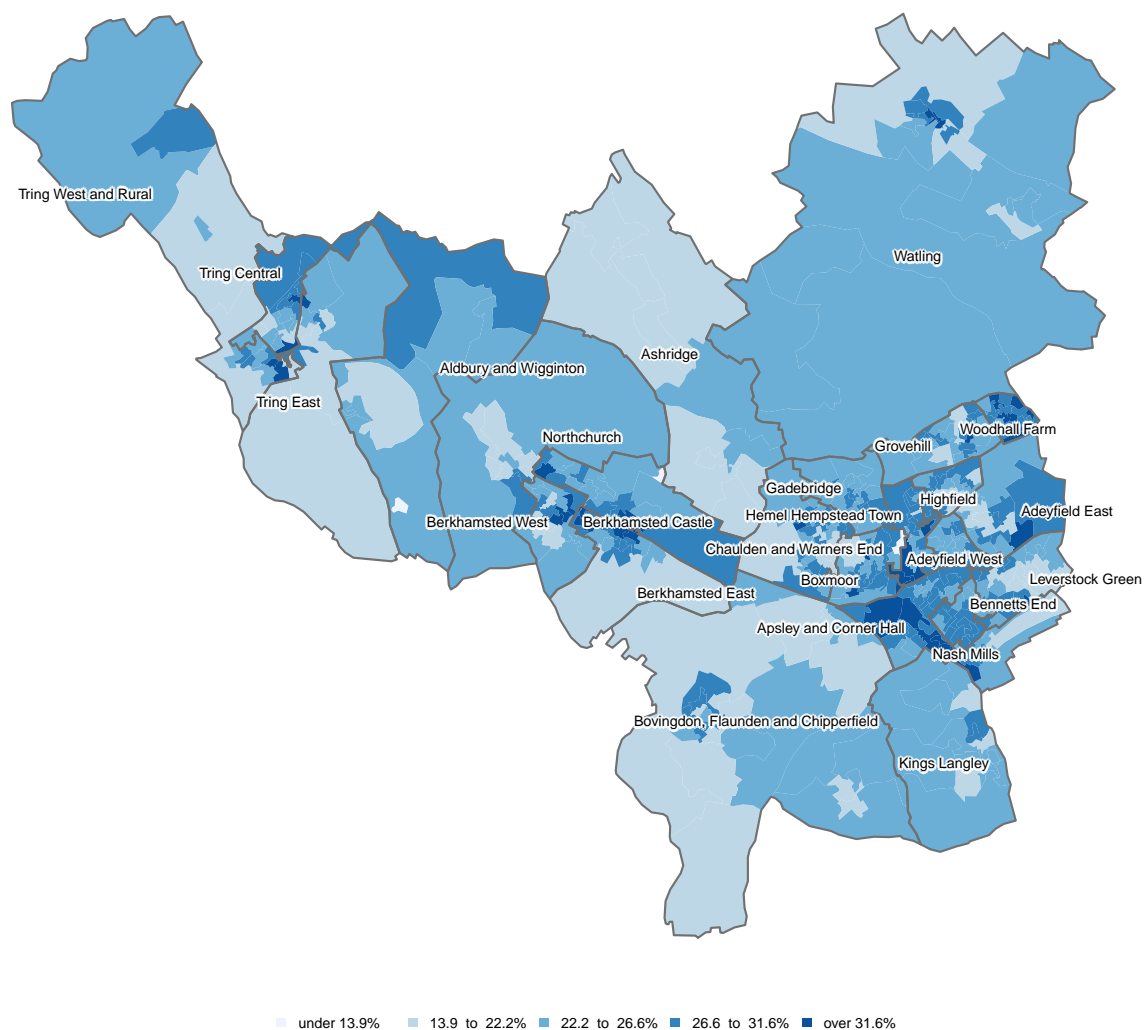 Tring West and Rural
Watling
Tring Central
Ashridge
Aldbury and Wigginton
Tring East
Woodhall Farm
Northchurch
Grovehill
Gadebridge
Highfield
Adeyfield East
Hemel Hempstead Town
Berkhamsted West
Berkhamsted Castle
Chaulden and Warners End
Adeyfield West
Boxmoor
Leverstock Green
Berkhamsted East
Bennetts End
Apsley and Corner Hall
Nash Mills
Bovingdon, Flaunden and Chipperfield
Kings Langley
under 13.9% 13.9 to 22.2% 22.2 to 26.6% 26.6 to 31.6% over 31.6%